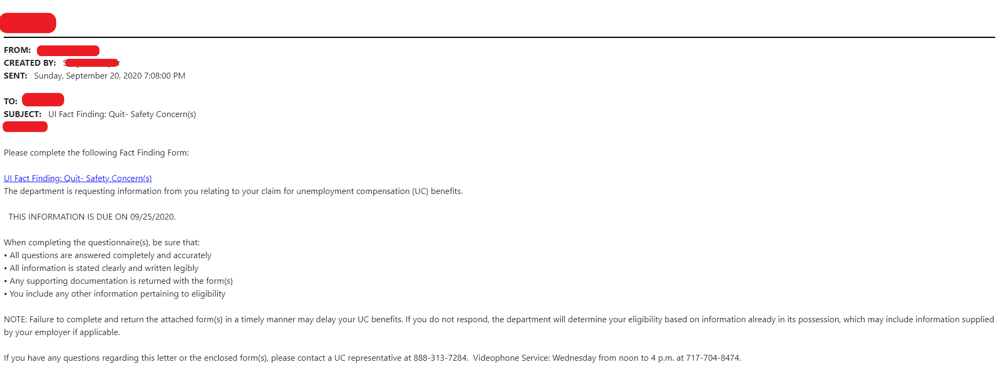 FROM:
CREATED BY:
SENT: Sunday, September 20, 2020 7:08:00 PM
TO:
SUBJECT: UI Fact Finding: Quit- Safety Concern(s)
Please complete the following Fact Finding Form:
UI Fact Finding: Quit- Safety Concern(s)
The department is requesting information from you relating to your claim for unemployment compensation (UC) benefits.
THIS INFORMATION IS DUE ON 09/25/2020.
When completing the questionnaire(s), be sure that:
• All questions are answered completely and accurately
• All information is stated clearly and written legibly
• Any supporting documentation is returned with the form(s)
• You include any other information pertaining to eligibility
NOTE: Failure to complete and return the attached form(s) in a timely manner may delay your UC benefits. If you do not respond, the department will determine your eligibility based on information already in its possession, which may include information supplied
by your employer if applicable.
If you have any questions regarding this letter or the enclosed form(s), please contact a UC representative at 888-313-7284. Videophone Service: Wednesday from noon to 4 p.m. at 717-704-8474.